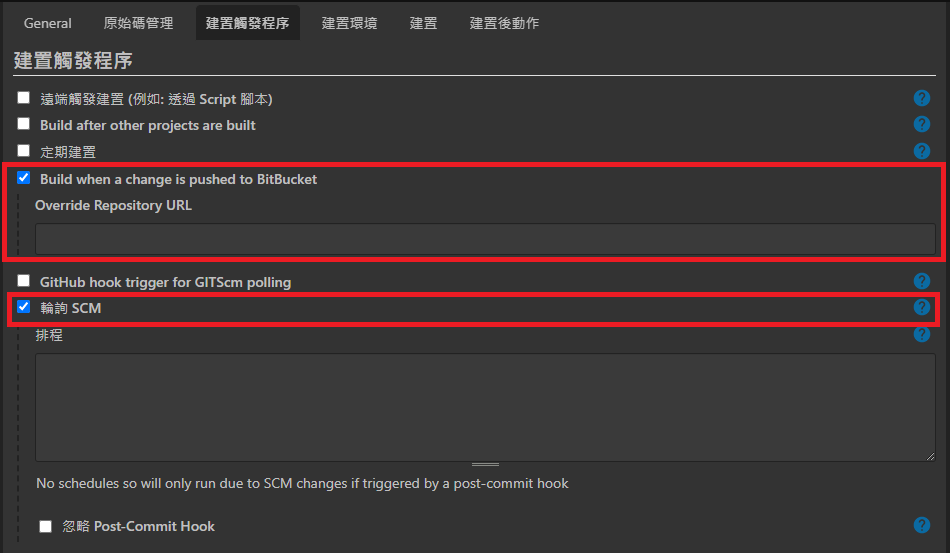 General 原始碼管理 建置觸發程序 建置環境 建置 建置後動作
建置觸發程序
遠端觸發建置 (例如: 透過 Script 腳本)
Build after other projects are built
定期建置
Build when a change is pushed to BitBucket
Override Repository URL
GitHub hook trigger for GITScm polling
輪詢 SCM
排程
No schedules so will only run due to SCM changes if triggered by a post-commit hook
忽略 Post-Commit Hook